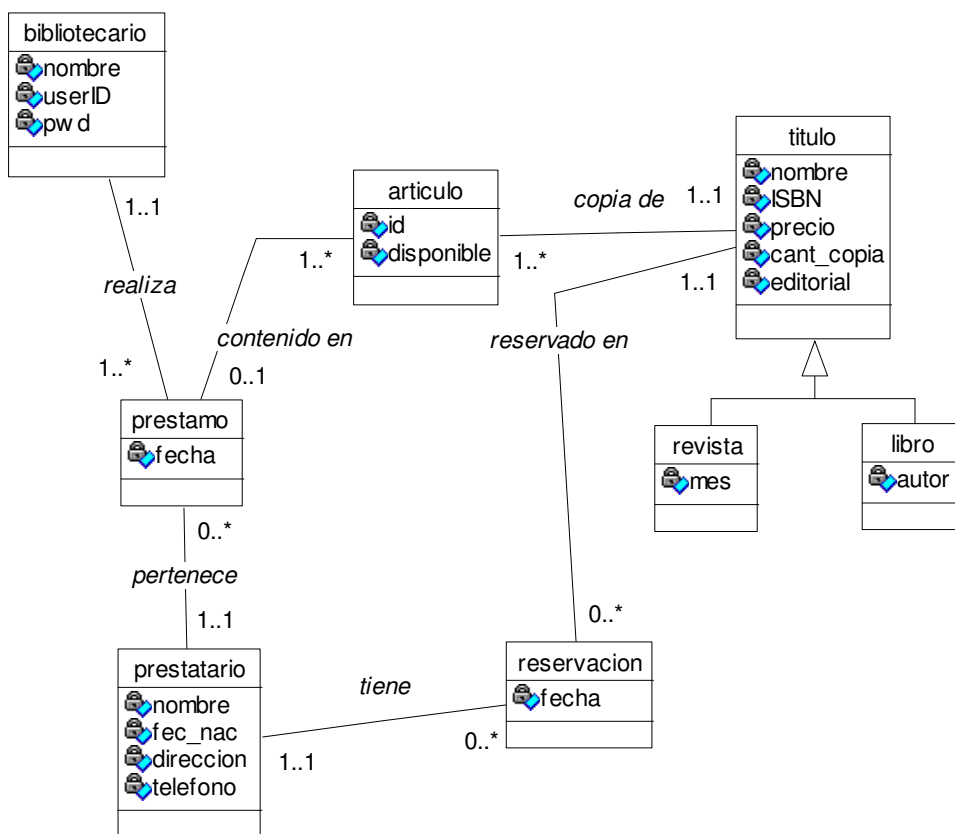 bibliotecario
nombre
userID
pwd
titulo
nombre
ISBN
precio
cant_copia
editorial
articulo
id
disponible
copia de
1..1
1..*
1..1
1..*
1..1
realiza
contenido en
reservado en
1..*
0..1
prestamo
fecha
revista
mes
libro
autor
0..*
pertenece
1..1
0..*
prestatario
nombre
fec_nac
direccion
telefono
tiene
1..1
0..*
reservacion
fecha